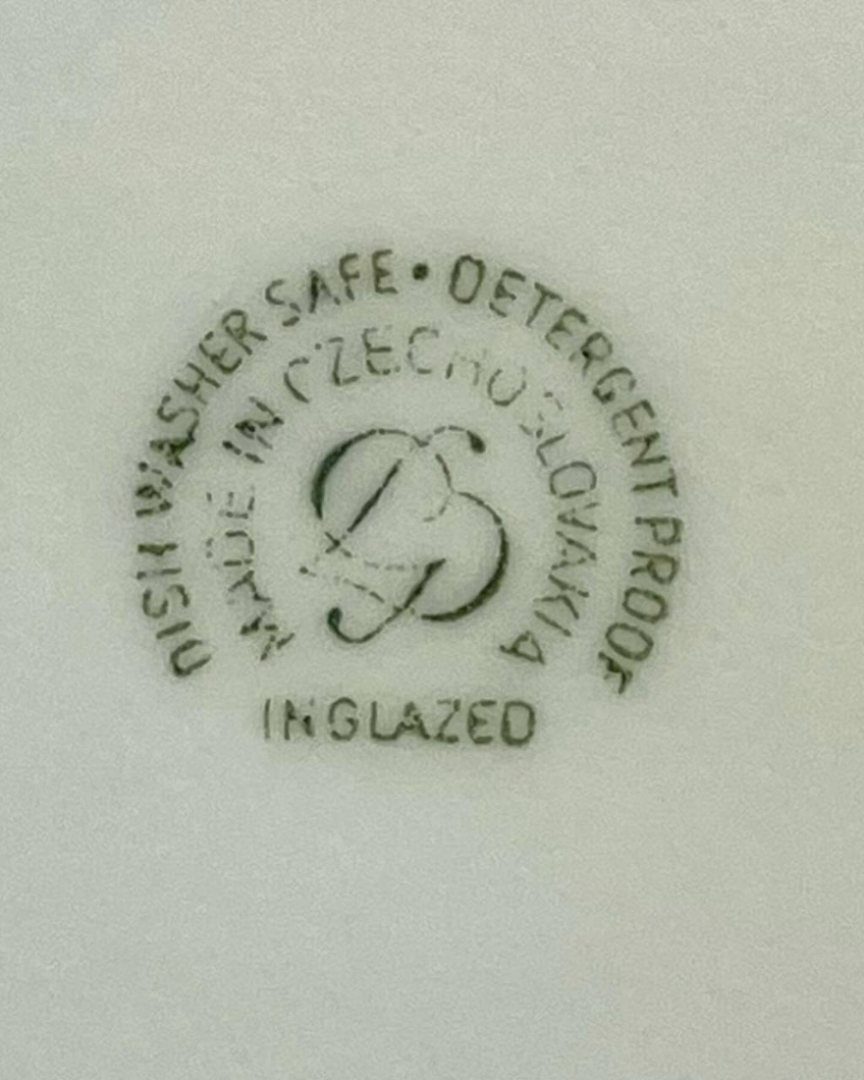 DISH WASHER SAFE • DETERGENT PROOF
MADE IN CZECHOSLOVAKIA
INGLAZED